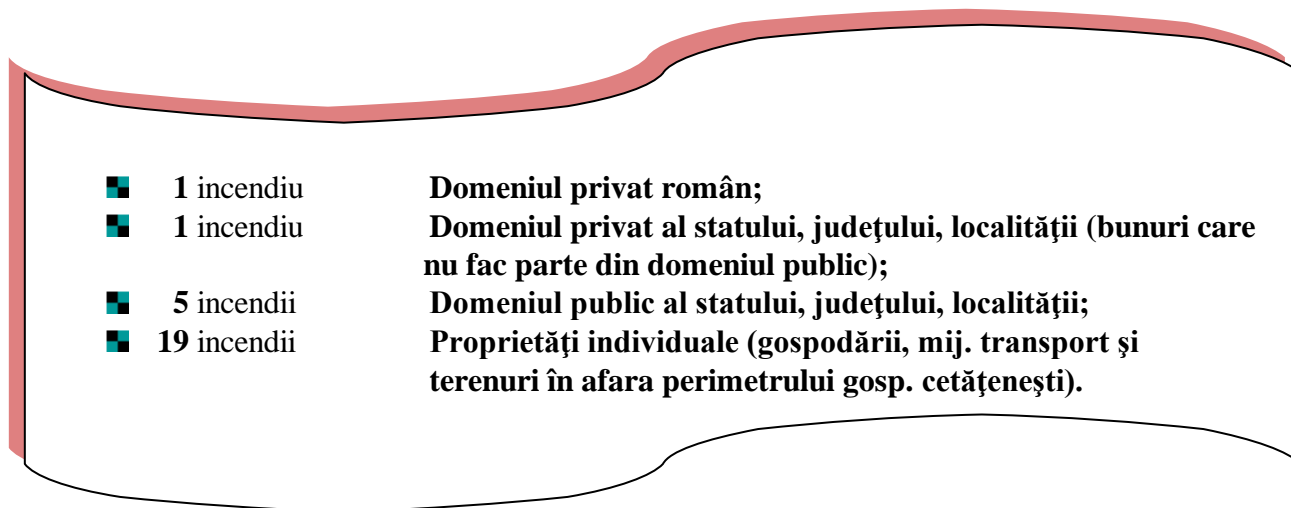 1 incendiu Domeniul privat român;
1 incendiu Domeniul privat al statului, judeţului, localităţii (bunuri care
nu fac parte din domeniul public);
5 incendii Domeniul public al statului, judeţului, localităţii;
19 incendii Proprietăţi individuale (gospodării, mij. transport şi
terenuri în afara perimetrului gosp. cetăţeneşti).